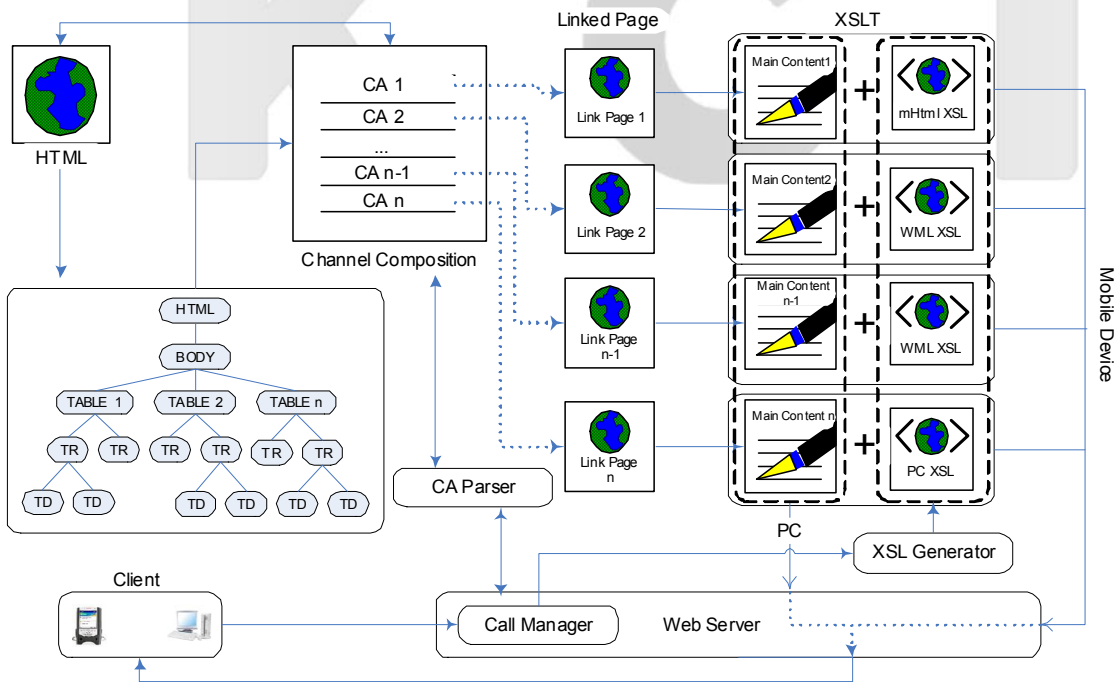 Linked Page
XSLT
HTML
CA 1
CA 2
...
CA n-1
CA n
Channel Composition
Link Page 1
Link Page 2
Link Page
n-1
Link Page
n
Main Content1
+
mHtml XSL
Main Content2
+
WML XSL
Main Content
n-1
+
WML XSL
Main Content n
+
PC XSL
Mobile Device
HTML
BODY
TABLE 1 TABLE 2 TABLE n
TR TR TR TR TR TR
TD TD TD TD TD TD
CA Parser
PC
XSL Generator
Client
Call Manager
Web Server